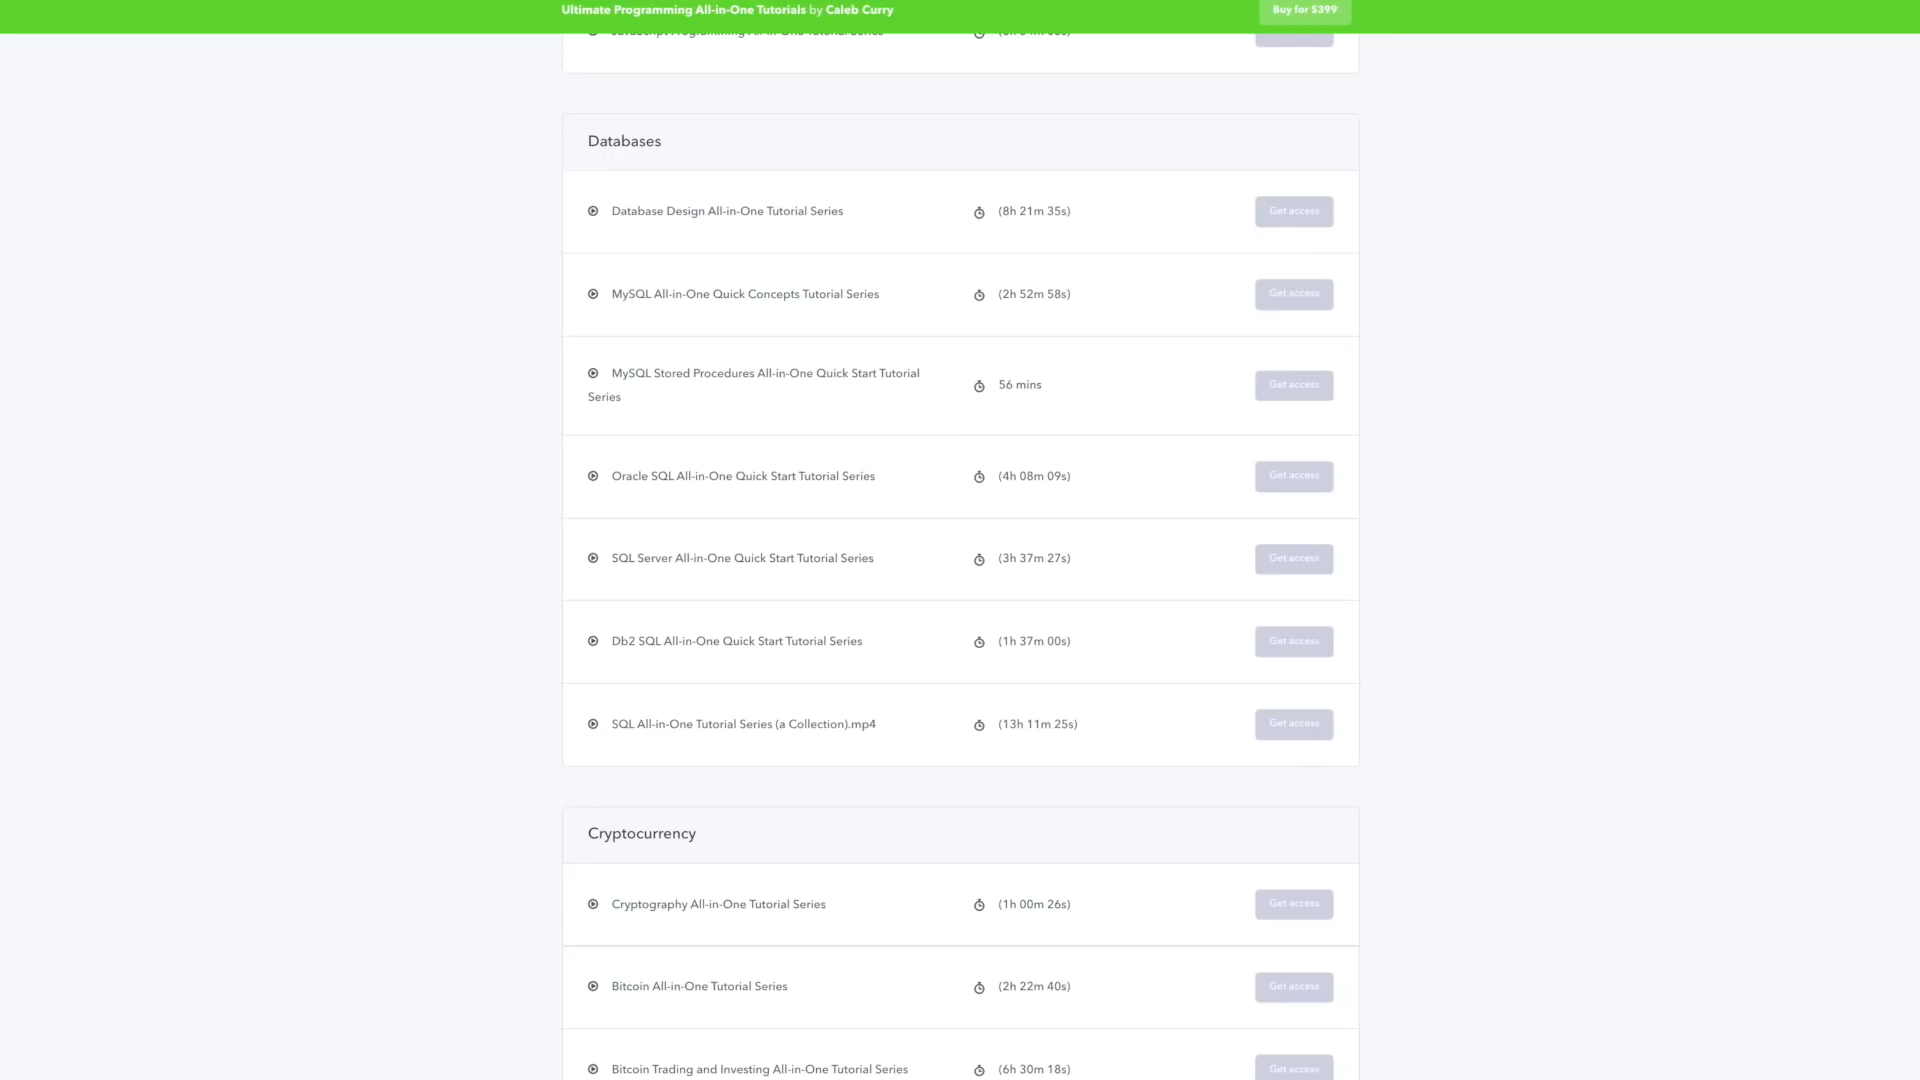 Ultimate Programming All-in-One Tutorials by Caleb Curry
Buy for $399
Databases
Database Design All-in-One Tutorial Series
(8h 21m 35s)
Get access
MySQL All-in-One Quick Concepts Tutorial Series
(2h 52m 58s)
Get access
MySQL Stored Procedures All-in-One Quick Start Tutorial
Series
56 mins
Get access
Oracle SQL All-in-One Quick Start Tutorial Series
(4h 08m 09s)
Get access
SQL Server All-in-One Quick Start Tutorial Series
(3h 37m 27s)
Get access
Db2 SQL All-in-One Quick Start Tutorial Series
(1h 37m 00s)
Get access
SQL All-in-One Tutorial Series (a Collection).mp4
(13h 11m 25s)
Get access
Cryptocurrency
Cryptography All-in-One Tutorial Series
(1h 00m 26s)
Get access
Bitcoin All-in-One Tutorial Series
(2h 22m 40s)
Get access
Bitcoin Trading and Investing All-in-One Tutorial Series
(6h 30m 18s)
Get access